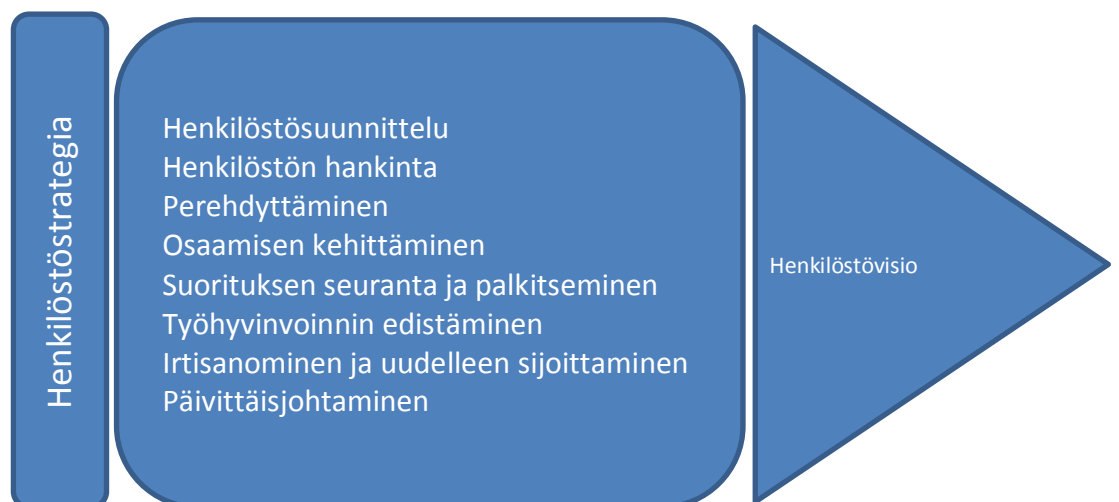 Henkilöstöstrategia
Henkilöstösuunnittelu
Henkilöstön hankinta
Perehdyttäminen
Osaamisen kehittäminen
Suorituksen seuranta ja palkitseminen
Työhyvinvoinnin edistäminen
Irtisanominen ja uudelleen sijoittaminen
Päivittäisjohtaminen
Henkilöstövisio